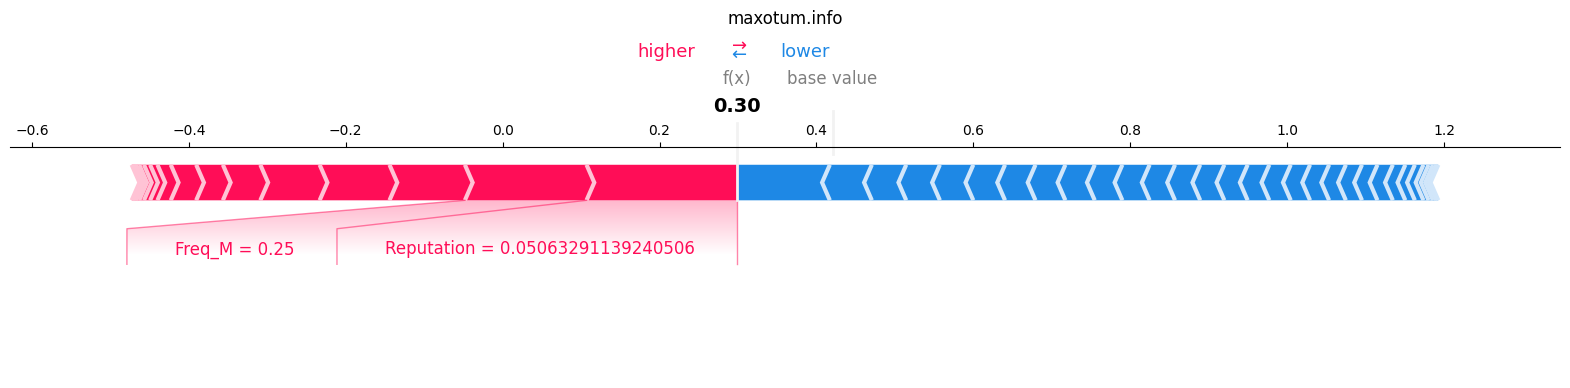 maxotum.info
higher ⇄ lower
f(x) base value
0.30
−0.6 −0.4 −0.2 0.0 0.2 0.4 0.6 0.8 1.0 1.2
Freq_M = 0.25 Reputation = 0.05063291139240506